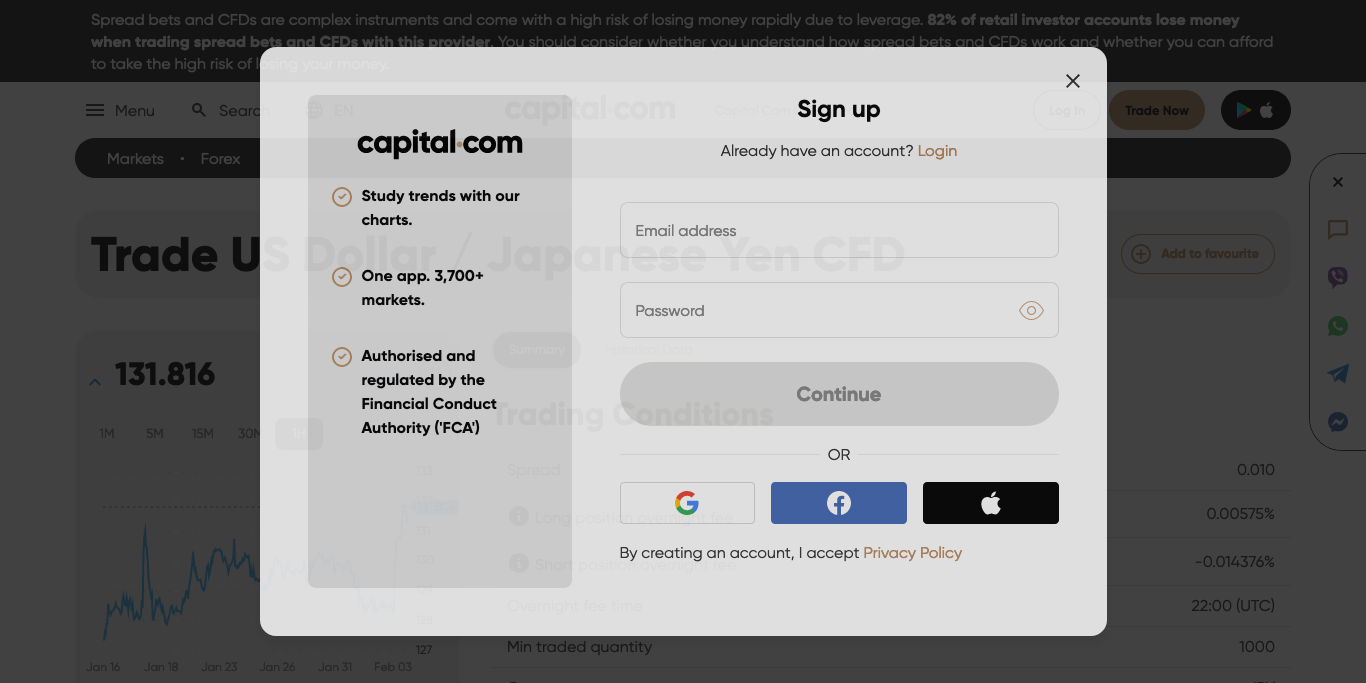 Spread bets and CFDs are complex instruments and come with a high risk of losing money rapidly due to leverage. 82% of retail investor accounts lose money
when trading spread bets and CFDs with this provider. You should consider whether you understand how spread bets and CFDs work and whether you can afford
to take the high risk of losing your money.
Menu
Search
EN
capital.com
Log In
Trade Now
Markets • Forex
Trade US Dollar / Japanese Yen CFD
Add to favourite
131.816
1M 5M 15M 30M 1H
127
Jan 16 Jan 18 Jan 23 Jan 26 Jan 31 Feb 03
Summary
Historical Data
Trading Conditions
Spread 0.010
Long position overnight fee 0.00575%
Short position overnight fee -0.014376%
Overnight fee time 22:00 (UTC)
Min traded quantity 1000
capital.com
Study trends with our
charts.
One app. 3,700+
markets.
Authorised and
regulated by the
Financial Conduct
Authority ('FCA')
Sign up
Already have an account? Login
Email address
Password
Continue
OR
By creating an account, I accept Privacy Policy